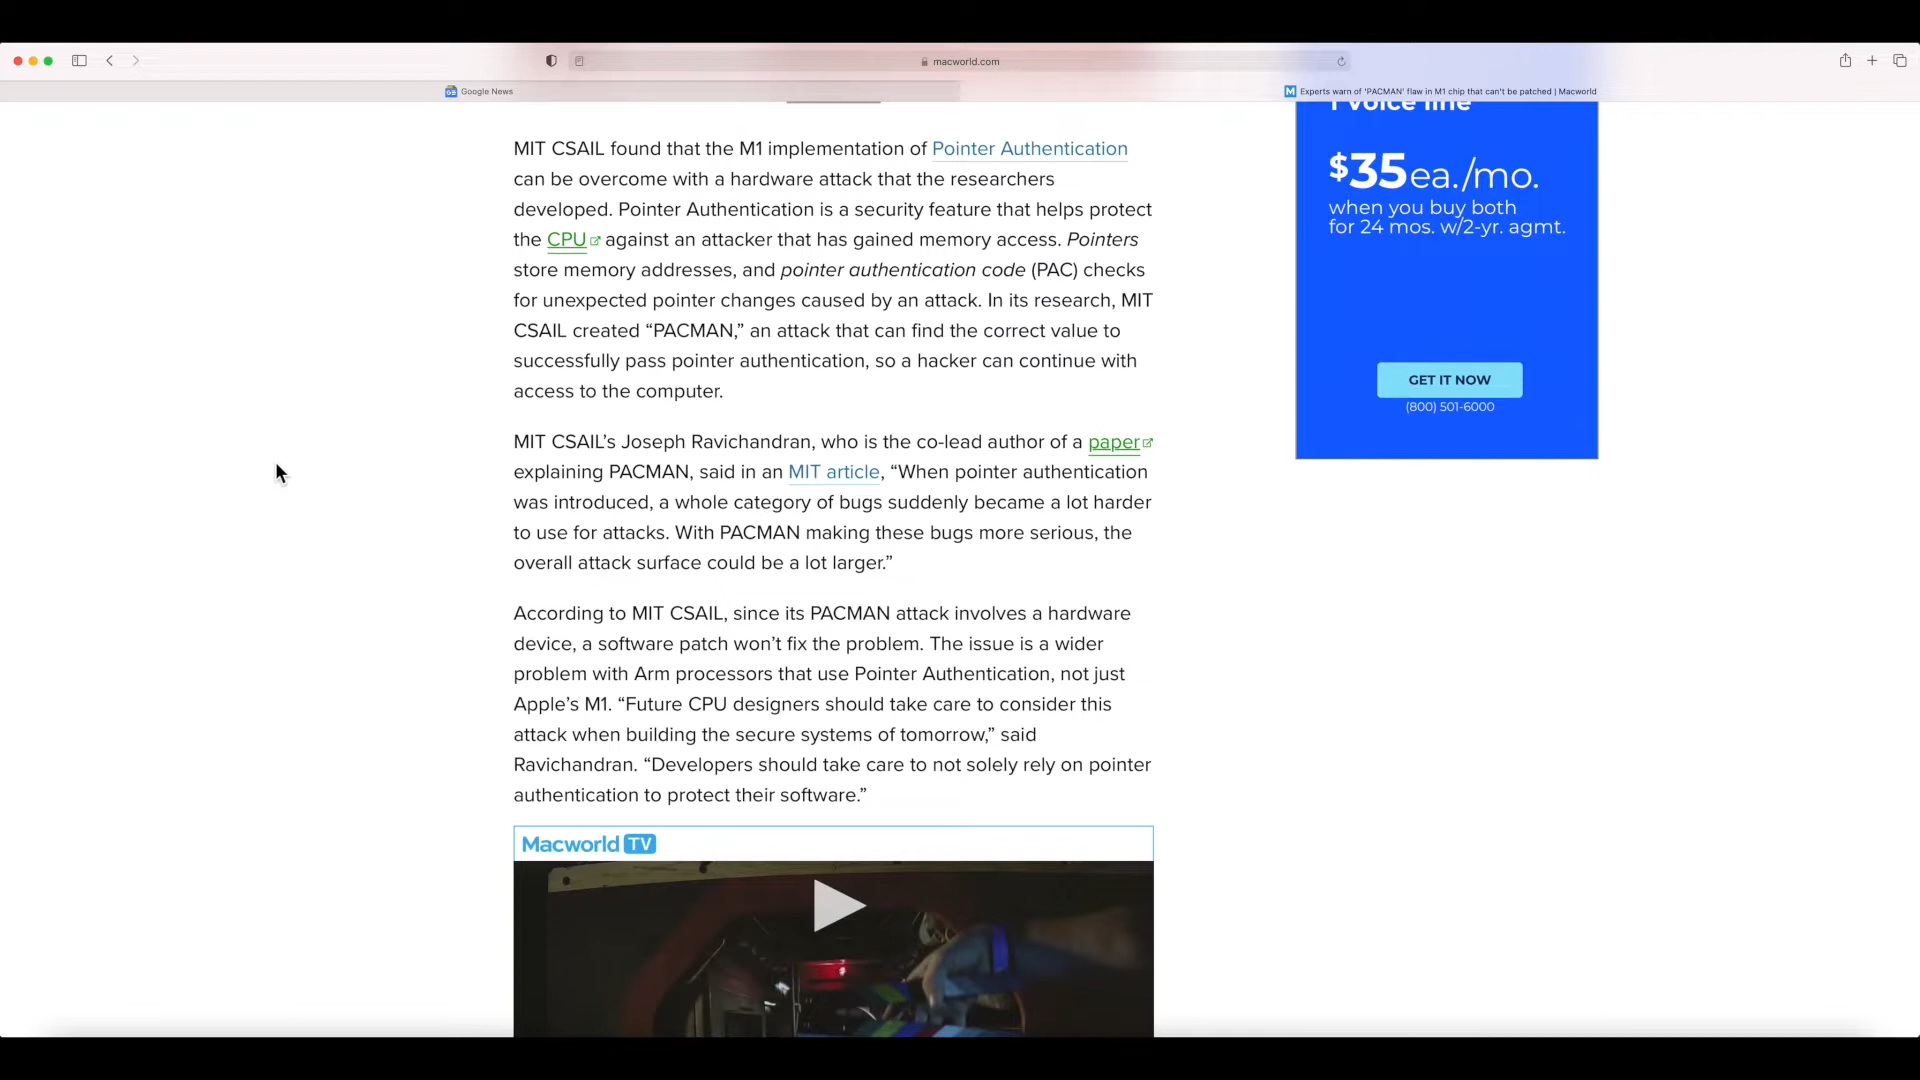 macworld.com
Google News
Experts warn of 'PACMAN' flaw in M1 chip that can't be patched | Macworld
MIT CSAIL found that the M1 implementation of Pointer Authentication
can be overcome with a hardware attack that the researchers
developed. Pointer Authentication is a security feature that helps protect
the CPU against an attacker that has gained memory access. Pointers
store memory addresses, and pointer authentication code (PAC) checks
for unexpected pointer changes caused by an attack. In its research, MIT
CSAIL created “PACMAN,” an attack that can find the correct value to
successfully pass pointer authentication, so a hacker can continue with
access to the computer.
MIT CSAIL’s Joseph Ravichandran, who is the co-lead author of a paper
explaining PACMAN, said in an MIT article, “When pointer authentication
was introduced, a whole category of bugs suddenly became a lot harder
to use for attacks. With PACMAN making these bugs more serious, the
overall attack surface could be a lot larger.”
According to MIT CSAIL, since its PACMAN attack involves a hardware
device, a software patch won’t fix the problem. The issue is a wider
problem with Arm processors that use Pointer Authentication, not just
Apple’s M1. “Future CPU designers should take care to consider this
attack when building the secure systems of tomorrow,” said
Ravichandran. “Developers should take care to not solely rely on pointer
authentication to protect their software.”
Macworld TV
1 voice line
$35ea./mo.
when you buy both
for 24 mos. w/2-yr. agmt.
GET IT NOW
(800) 501-6000